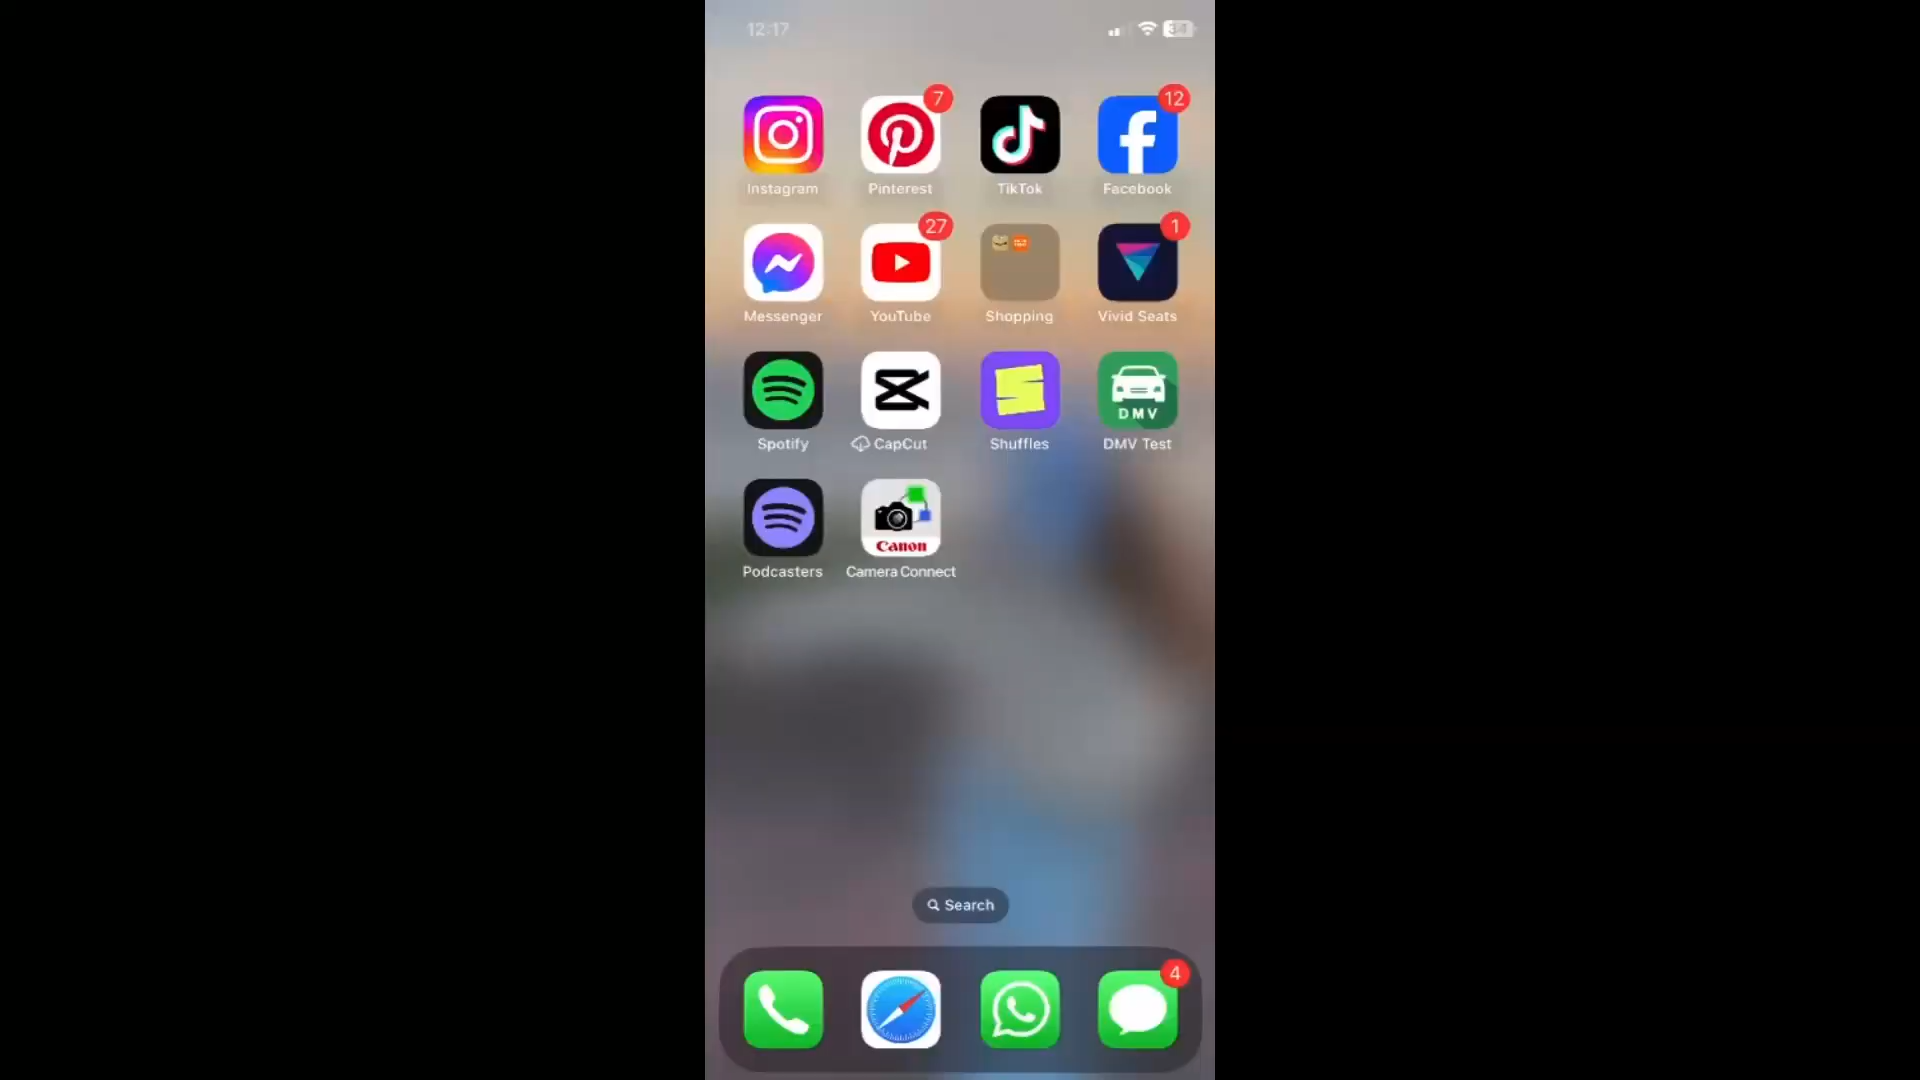 12:17
34
7
12
Instagram
Pinterest
TikTok
Facebook
27
1
Messenger
YouTube
Shopping
Vivid Seats
DMV
Spotify
CapCut
Shuffles
DMV Test
Canon
Podcasters
Camera Connect
Search
4